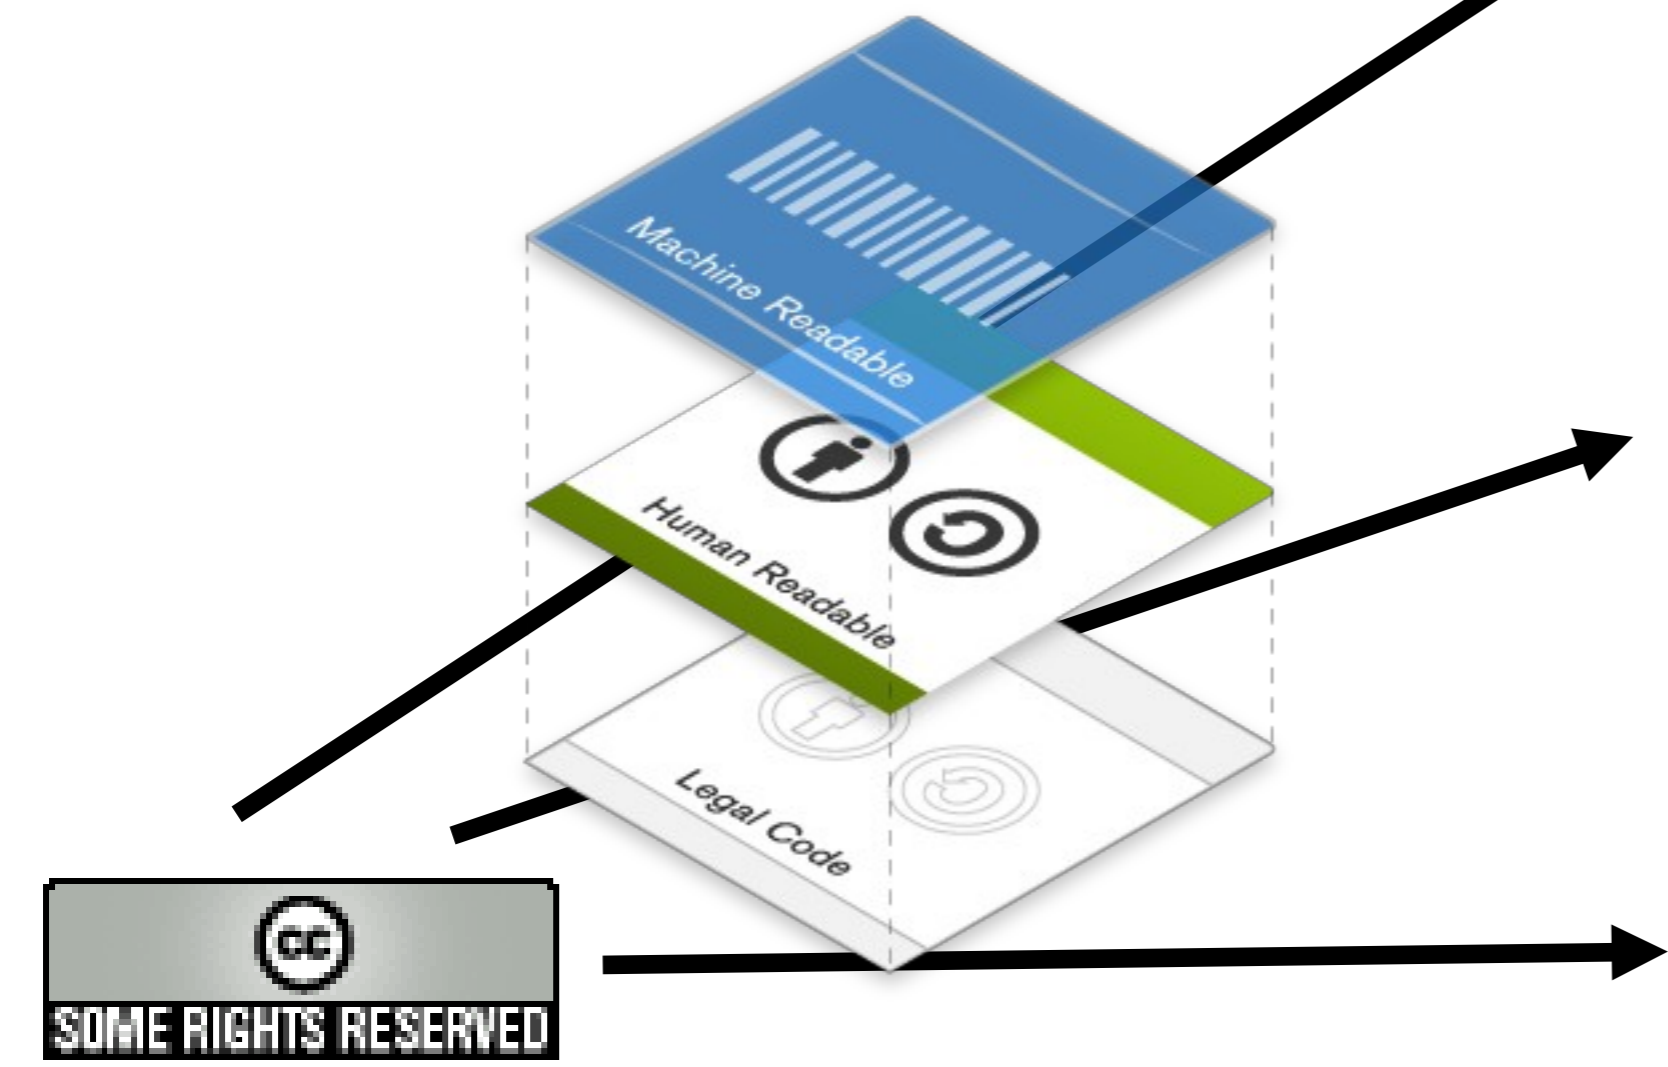 Machine Readable
Human Readable
Legal Code
cc
SOME RIGHTS RESERVED